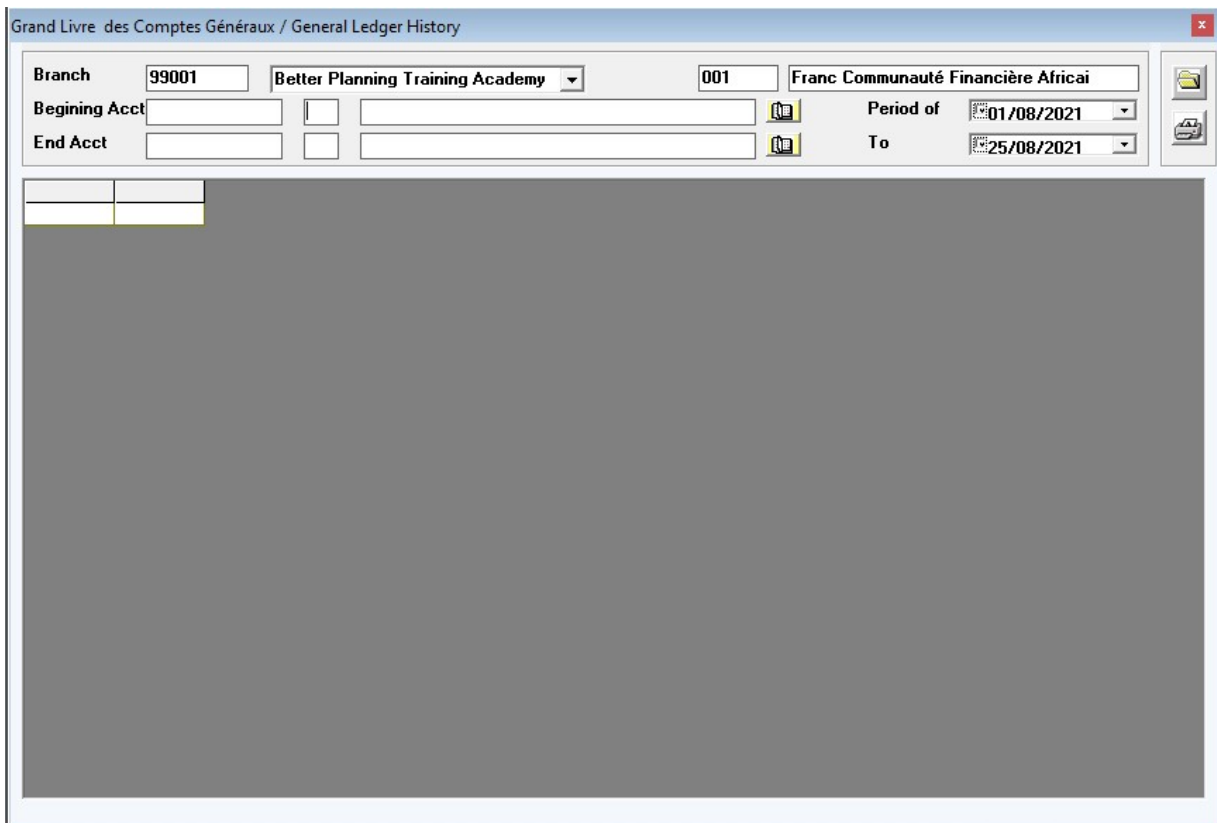 Grand Livre des Comptes Généraux / General Ledger History
Branch 99001 Better Planning Training Academy 001 Franc Communauté Financière Africai
Begining Acct Period of 01/08/2021
End Acct To 25/08/2021